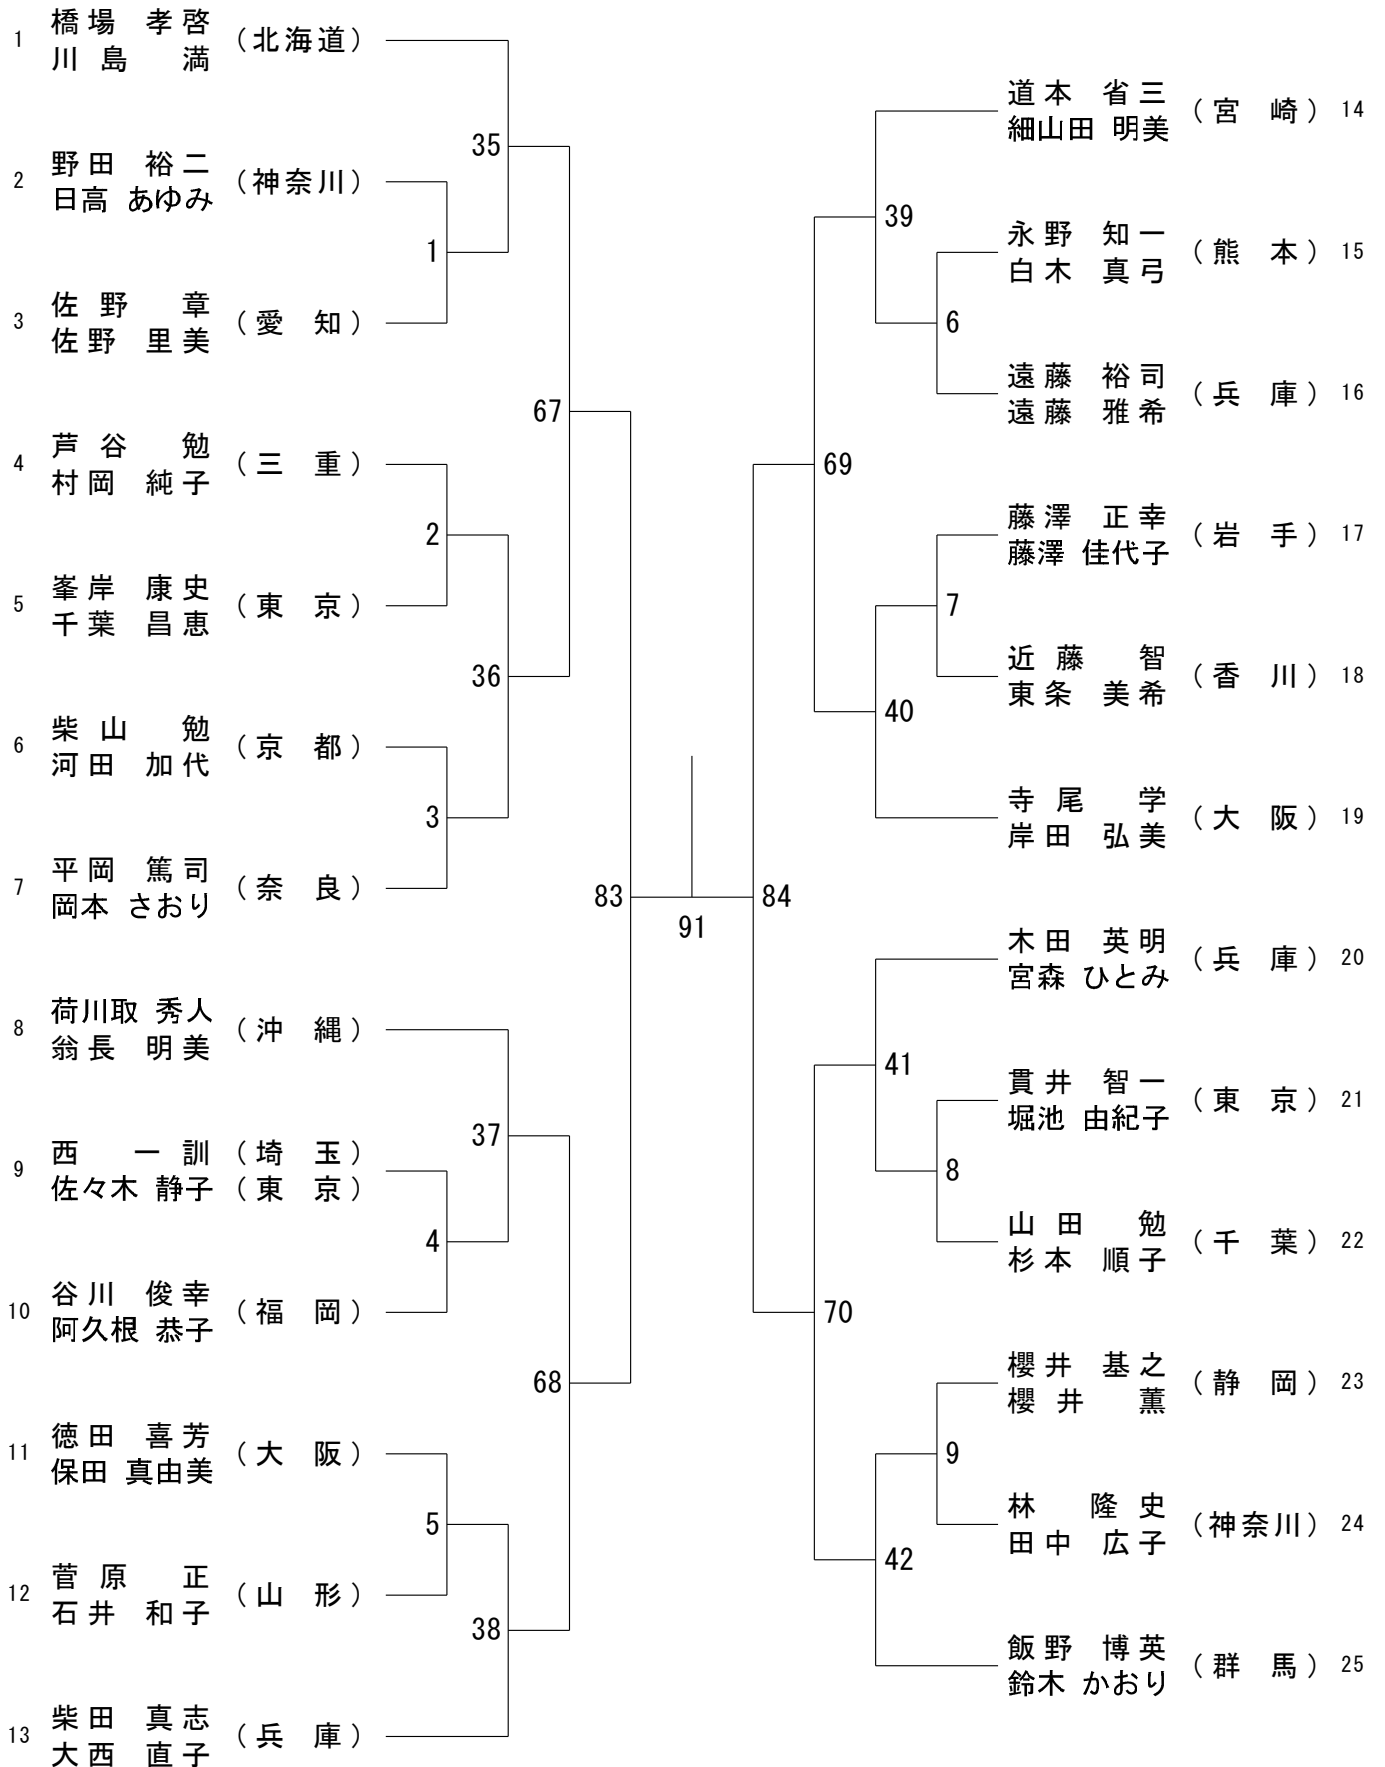 1 橋場 孝啓 (北海道)
川島 満
2 野田 裕二 (神奈川)
日高 あゆみ
3 佐野 章 (愛知)
佐野 里美
4 芦谷 勉 (三重)
村岡 純子
5 峯岸 康史 (東京)
千葉 昌恵
6 柴山 勉 (京都)
河田 加代
7 平岡 篤司 (奈良)
岡本 さおり
8 荷川取 秀人 (沖縄)
翁長 明美
9 西 一訓 (埼玉)
佐々木 静子 (東京)
10 谷川 俊幸 (福岡)
阿久根 恭子
11 徳田 喜芳 (大阪)
保田 真由美
12 菅原 正 (山形)
石井 和子
13 柴田 真志 (兵庫)
大西 直子
35
1
67
2
36
3
83
37
4
68
5
38
91
84
39
6
69
7
40
41
8
70
9
42
道本 省三 (宮崎) 14
細山田 明美
永野 知一 (熊本) 15
白木 真弓
遠藤 裕司 (兵庫) 16
遠藤 雅希
藤澤 正幸 (岩手) 17
藤澤 佳代子
近藤 智 (香川) 18
東条 美希
寺尾 学 (大阪) 19
岸田 弘美
木田 英明 (兵庫) 20
宮森 ひとみ
貫井 智一 (東京) 21
堀池 由紀子
山田 勉 (千葉) 22
杉本 順子
櫻井 基之 (静岡) 23
櫻井 薫
林 隆史 (神奈川) 24
田中 広子
飯野 博英 (群馬) 25
鈴木 かおり